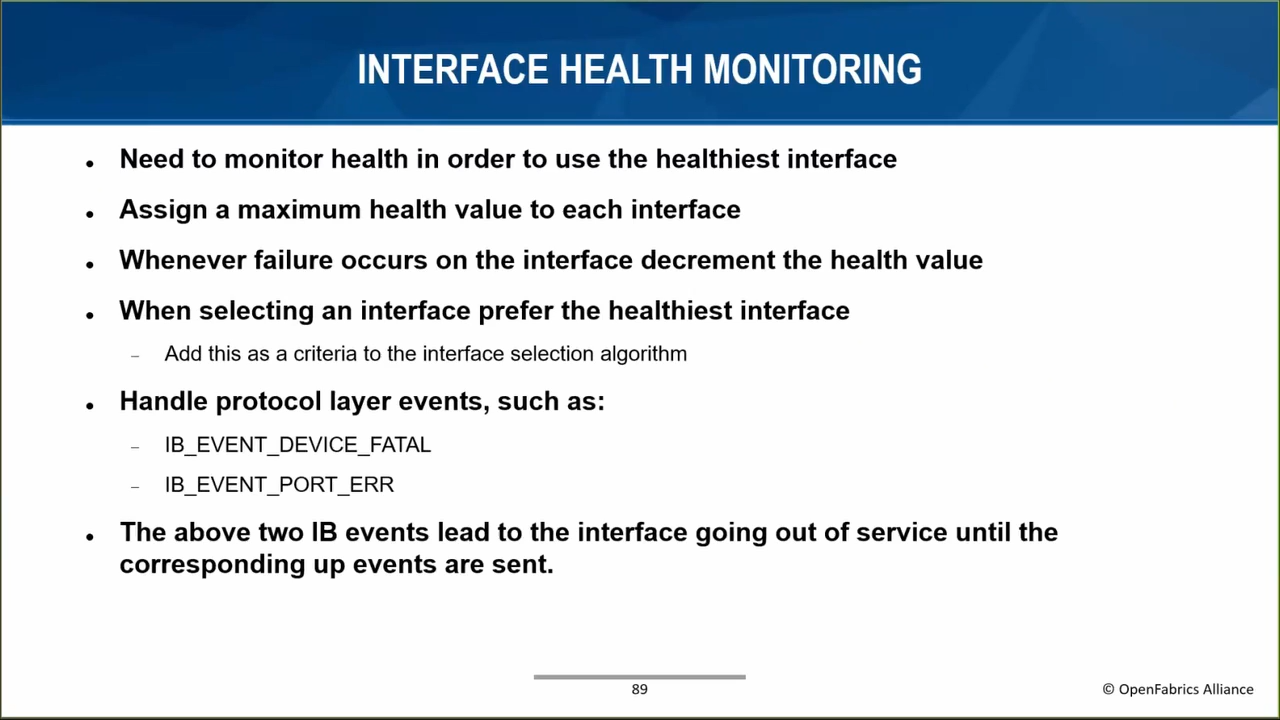 INTERFACE HEALTH MONITORING
• Need to monitor health in order to use the healthiest interface
• Assign a maximum health value to each interface
• Whenever failure occurs on the interface decrement the health value
• When selecting an interface prefer the healthiest interface
– Add this as a criteria to the interface selection algorithm
• Handle protocol layer events, such as:
– IB_EVENT_DEVICE_FATAL
– IB_EVENT_PORT_ERR
• The above two IB events lead to the interface going out of service until the
corresponding up events are sent.
89
© OpenFabrics Alliance